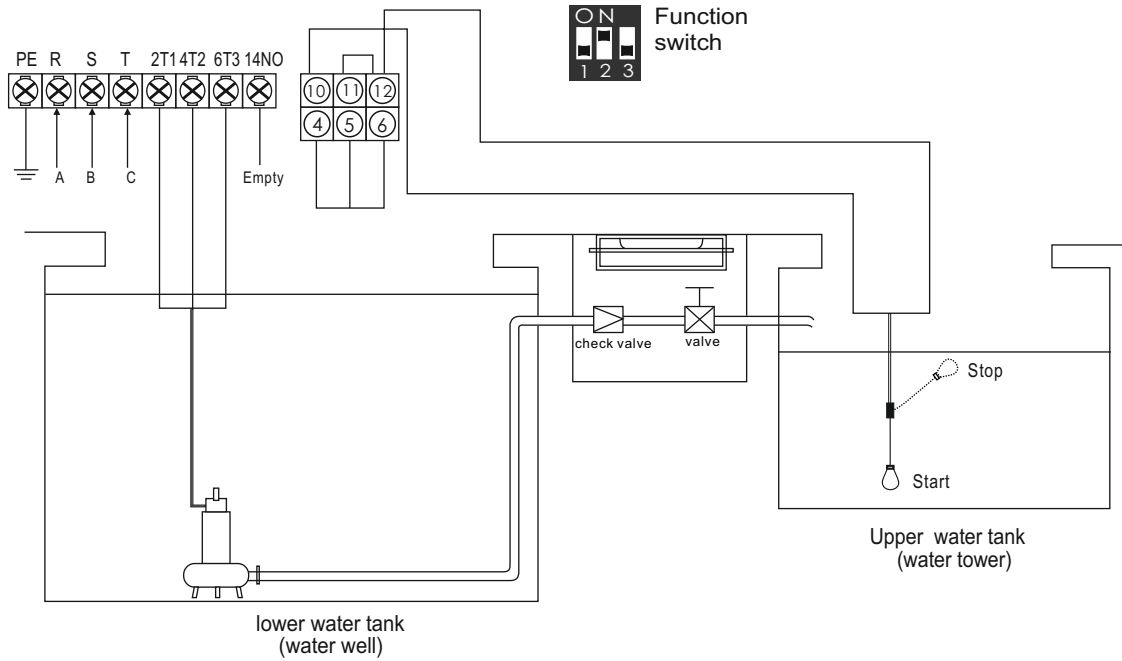 ON
1 2 3
Function
switch
PE R S T 2T1 4T2 6T3 14NO
10 11 12
4 5 6
A B C Empty
check valve
valve
Stop
Start
Upper water tank
(water tower)
lower water tank
(water well)